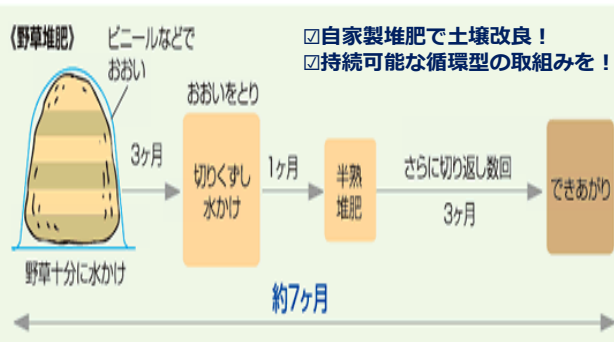 《野草堆肥》
ビニールなどで
おおい
☑自家製堆肥で土壌改良！
☑持続可能な循環型の取組みを！
おおいをとり
3ヶ月
切りくずし
水かけ
1ヶ月
半熟
堆肥
さらに切り返し数回
3ヶ月
できあがり
野草十分に水かけ
約7ヶ月